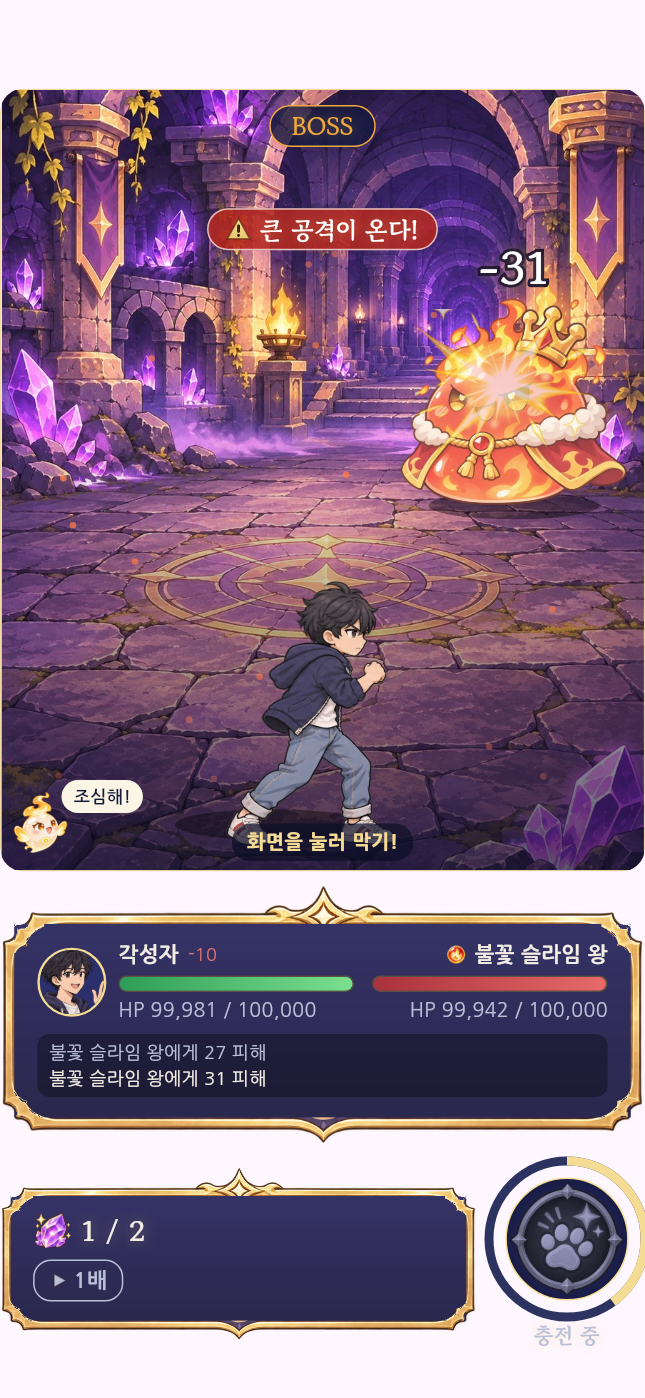 BOSS
⚠ 큰 공격이 온다!
-31
조심해!
화면을 눌러 막기!
각성자 -10
불꽃 슬라임 왕
HP 99,981 / 100,000
HP 99,942 / 100,000
불꽃 슬라임 왕에게 27 피해
불꽃 슬라임 왕에게 31 피해
1 / 2
▶ 1배
충전 중